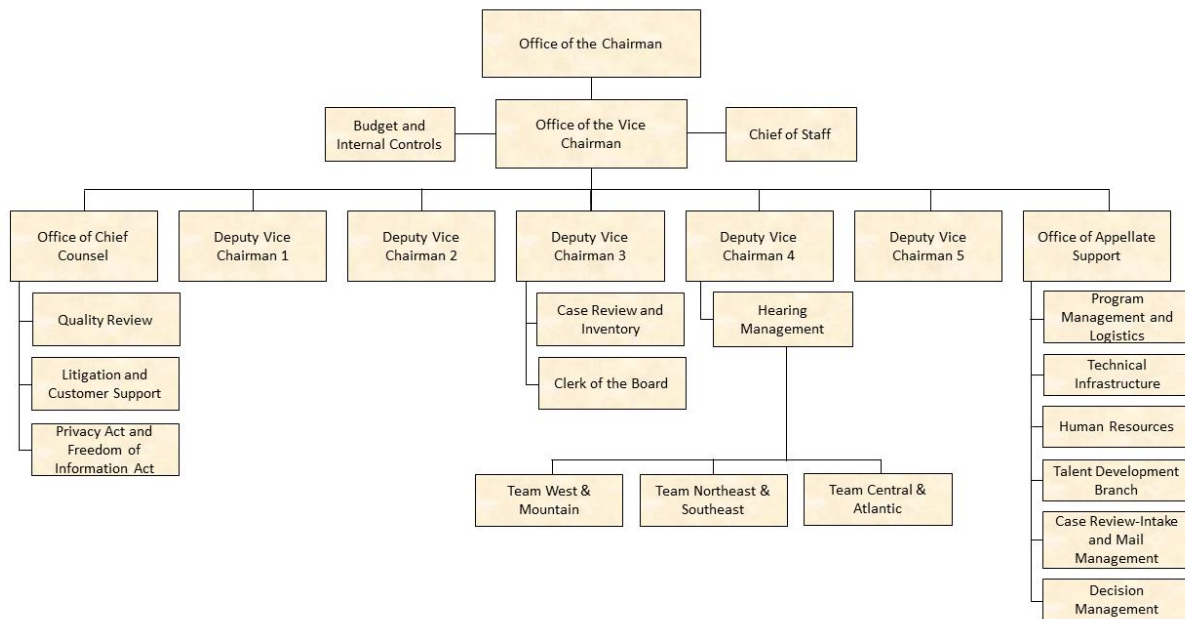 Office of the Chairman
Budget and
Internal Controls
Office of the Vice
Chairman
Chief of Staff
Office of Chief
Counsel
Deputy Vice
Chairman 1
Deputy Vice
Chairman 2
Deputy Vice
Chairman 3
Deputy Vice
Chairman 4
Deputy Vice
Chairman 5
Office of Appellate
Support
Quality Review
Litigation and
Customer Support
Privacy Act and
Freedom of
Information Act
Case Review and
Inventory
Clerk of the Board
Hearing
Management
Team West &
Mountain
Team Northeast &
Southeast
Team Central &
Atlantic
Program
Management and
Logistics
Technical
Infrastructure
Human Resources
Talent Development
Branch
Case Review-Intake
and Mail
Management
Decision
Management